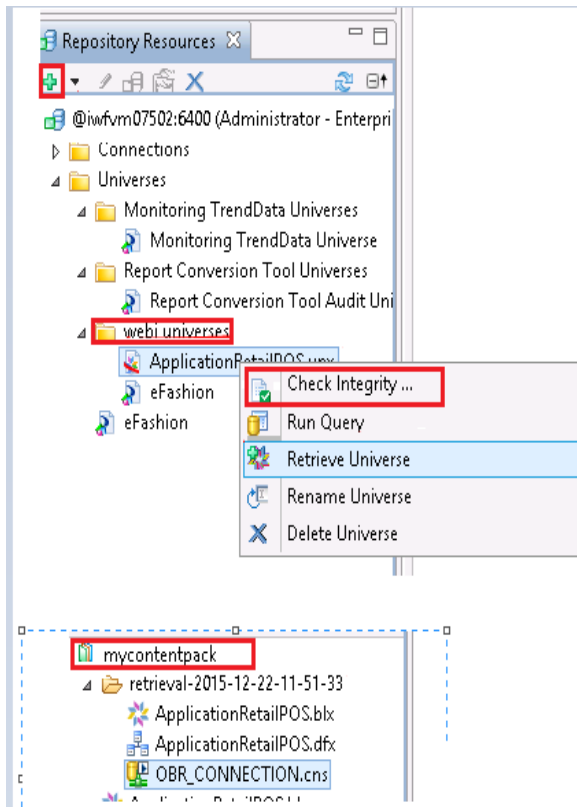 Repository Resources
@iwfvm07502:6400 (Administrator - Enterpri
Connections
Universes
Monitoring TrendData Universes
Monitoring TrendData Universe
Report Conversion Tool Universes
Report Conversion Tool Audit Uni
webi universes
ApplicationRetailPOS.unx
eFashion
eFashion
Check Integrity ...
Run Query
Retrieve Universe
Rename Universe
Delete Universe
mycontentpack
retrieval-2015-12-22-11-51-33
ApplicationRetailPOS.blx
ApplicationRetailPOS.dfx
OBR_CONNECTION.cns